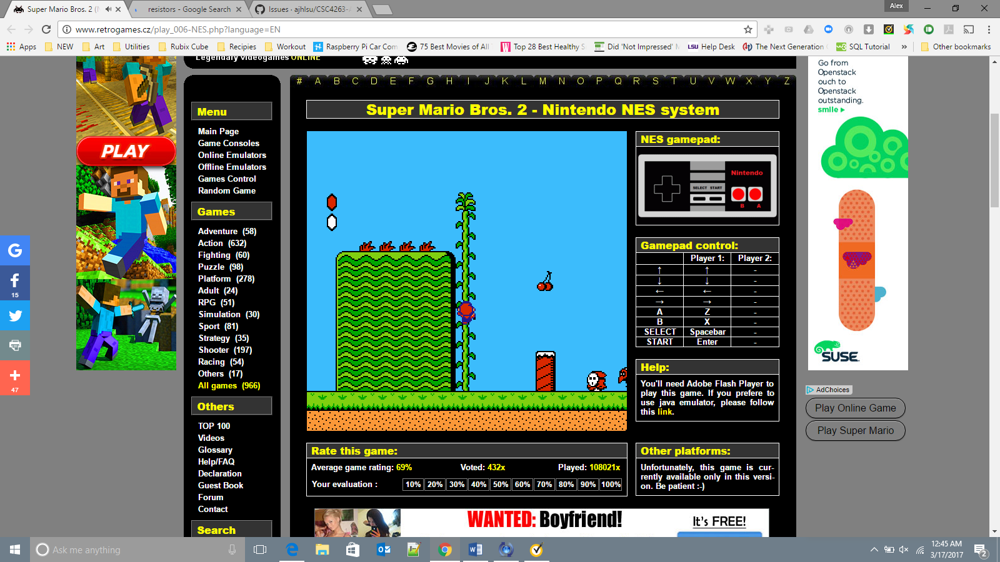 Alex
Super Mario Bros. 2 (
resistors - Google Search
Issues · ajhlsu/CSC4263-
www.retrogames.cz/play_006-NES.php?language=EN
Apps
NEW
Art
Utilities
Rubix Cube
Recipies
Workout
Raspberry Pi Car Com
75 Best Movies of All
Top 28 Best Healthy S
Did 'Not Impressed'
LSU Help Desk
The Next Generation
SQL Tutorial
»
Other bookmarks
Legendary videogames ONLINE
# A B C D E F G H I J K L M N O P Q R S T U V W X Y Z
PLAY
15
47
Menu
Main Page
Game Consoles
Online Emulators
Offline Emulators
Games Control
Random Game
Games
Adventure (58)
Action (632)
Fighting (60)
Puzzle (98)
Platform (278)
Adult (24)
RPG (51)
Simulation (30)
Sport (81)
Strategy (35)
Shooter (197)
Racing (54)
Others (17)
All games (966)
Others
TOP 100
Videos
Glossary
Help/FAQ
Declaration
Guest Book
Forum
Contact
Search
Super Mario Bros. 2 - Nintendo NES system
NES gamepad:
Nintendo
SELECT START
B A
Gamepad control:
Player 1: Player 2:
↑ ↑ -
↓ ↓ -
← ← -
→ → -
A Z -
B X -
SELECT Spacebar -
START Enter -
Help:
You'll need Adobe Flash Player to
play this game. If you prefere to
use java emulator, please follow
this link.
Rate this game:
Average game rating: 69% Voted: 432x Played: 108021x
Your evaluation : 10% 20% 30% 40% 50% 60% 70% 80% 90% 100%
Other platforms:
Unfortunately, this game is cur-
rently available only in this versi-
on. Be patient :-)
WANTED: Boyfriend!
It's FREE!
Go from
Openstack
ouch to
Openstack
outstanding.
smile ▸
SUSE
AdChoices
Play Online Game
Play Super Mario
Ask me anything
12:45 AM
3/17/2017
2